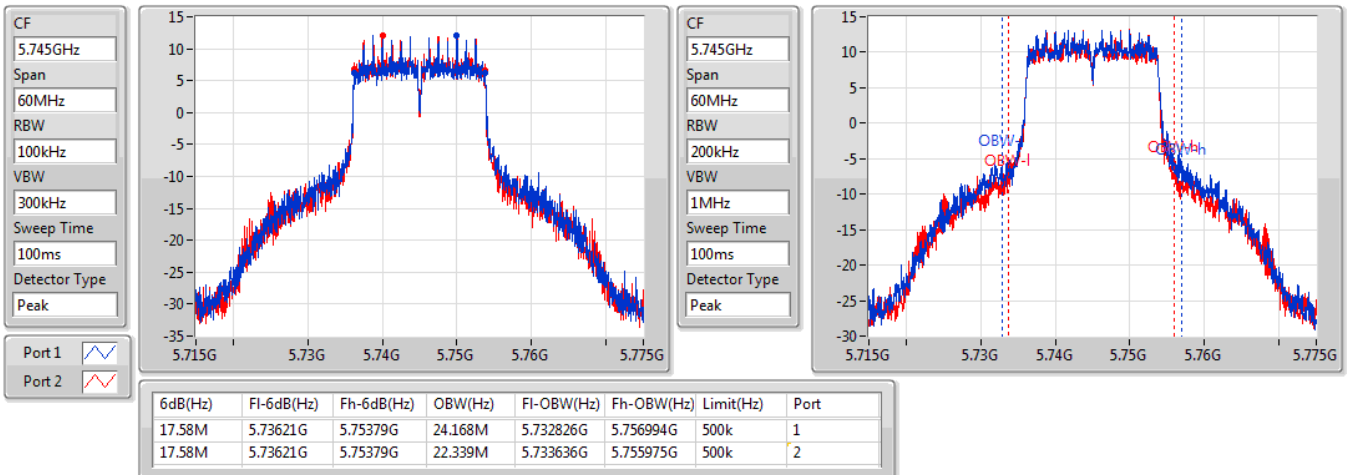 CF
5.745GHz
Span
60MHz
RBW
100kHz
VBW
300kHz
Sweep Time
100ms
Detector Type
Peak
Port 1
Port 2
15
10
5
0
-5
-10
-15
-20
-25
-30
-35
5.715G 5.73G 5.74G 5.75G 5.76G 5.775G
CF
5.745GHz
Span
60MHz
RBW
200kHz
VBW
1MHz
Sweep Time
100ms
Detector Type
Peak
15
10
5
0
-5
-10
-15
-20
-25
-30
OBW-l
OBW-h
5.715G 5.73G 5.74G 5.75G 5.76G 5.775G
6dB(Hz) Fl-6dB(Hz) Fh-6dB(Hz) OBW(Hz) Fl-OBW(Hz) Fh-OBW(Hz) Limit(Hz) Port
17.58M 5.73621G 5.75379G 24.168M 5.732826G 5.756994G 500k 1
17.58M 5.73621G 5.75379G 22.339M 5.733636G 5.755975G 500k 2